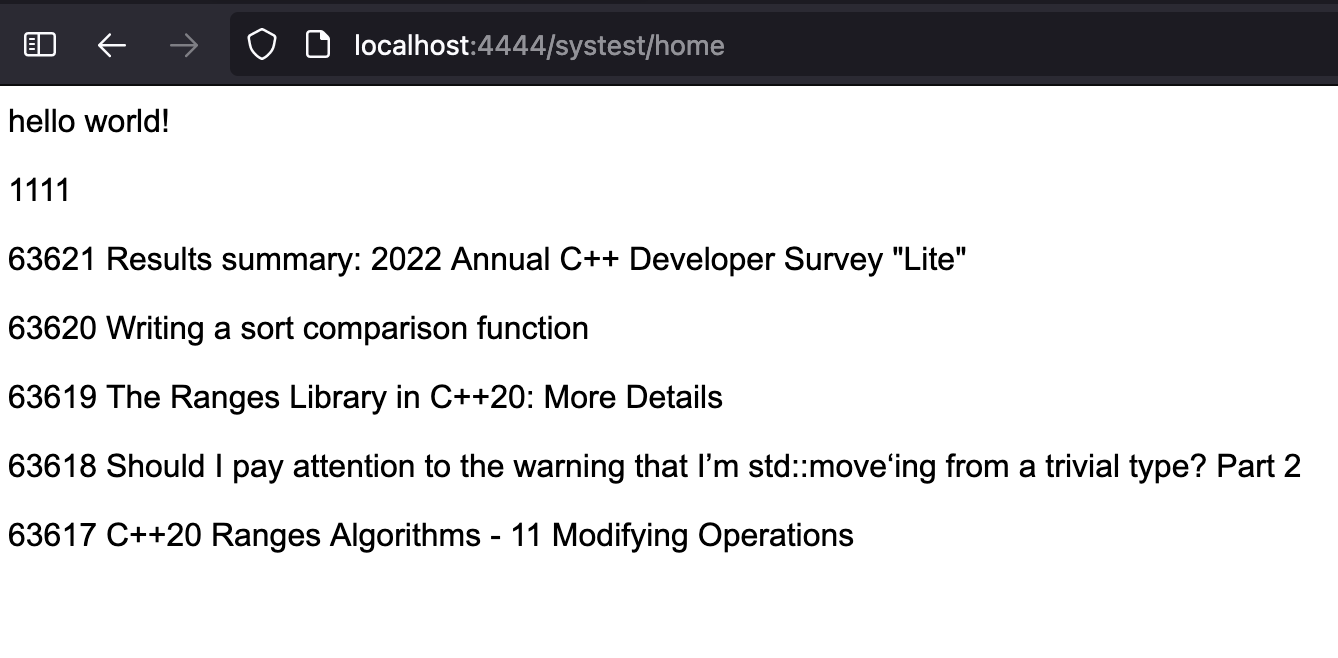 localhost:4444/systest/home
hello world!
1111
63621 Results summary: 2022 Annual C++ Developer Survey "Lite"
63620 Writing a sort comparison function
63619 The Ranges Library in C++20: More Details
63618 Should I pay attention to the warning that I’m std::move‘ing from a trivial type? Part 2
63617 C++20 Ranges Algorithms - 11 Modifying Operations